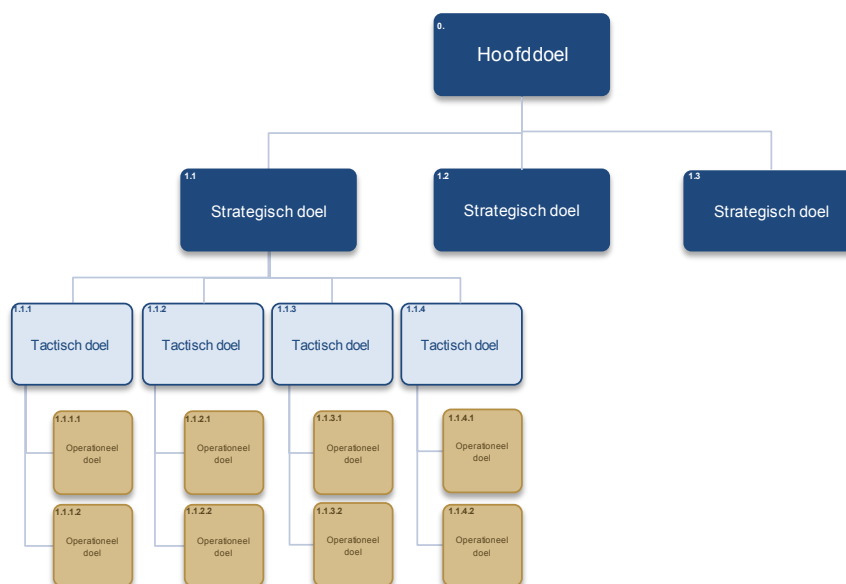 0.
Hoofddoel
1.1
Strategisch doel
1.2
Strategisch doel
1.3
Strategisch doel
1.1.1
Tactisch doel
1.1.2
Tactisch doel
1.1.3
Tactisch doel
1.1.4
Tactisch doel
1.1.1.1
Operationeel
doel
1.1.2.1
Operationeel
doel
1.1.3.1
Operationeel
doel
1.1.4.1
Operationeel
doel
1.1.1.2
Operationeel
doel
1.1.2.2
Operationeel
doel
1.1.3.2
Operationeel
doel
1.1.4.2
Operationeel
doel